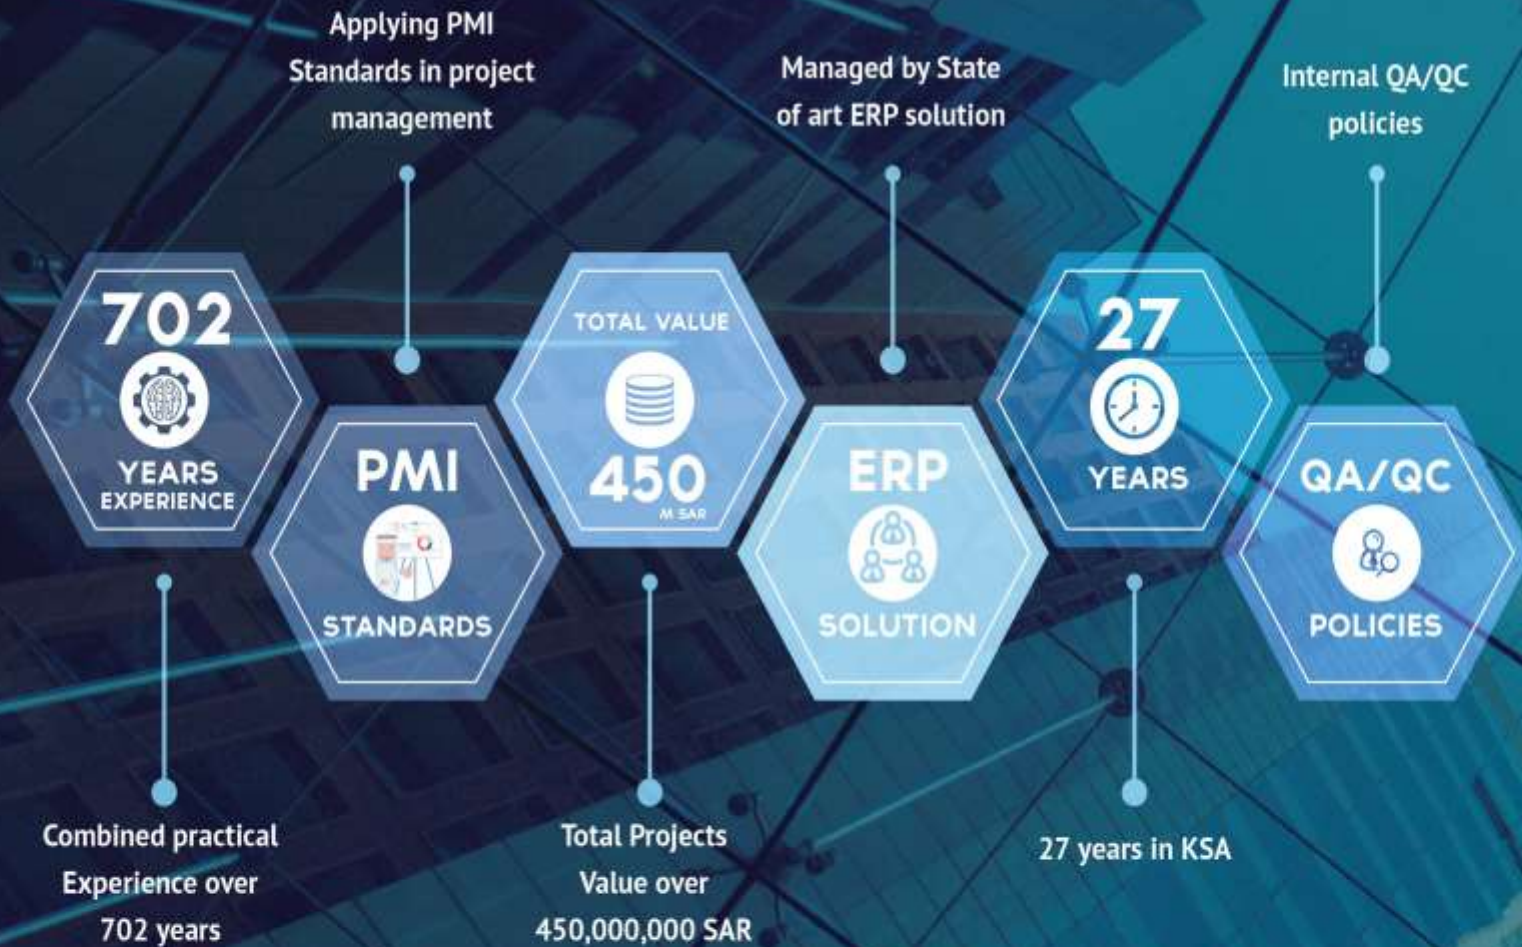 Applying PMI
Standards in project
management
Managed by State
of art ERP solution
Internal QA/QC
policies
702
YEARS
EXPERIENCE
PMI
STANDARDS
TOTAL VALUE
450
M SAR
ERP
SOLUTION
27
YEARS
QA/QC
POLICIES
Combined practical
Experience over
702 years
Total Projects
Value over
450,000,000 SAR
27 years in KSA